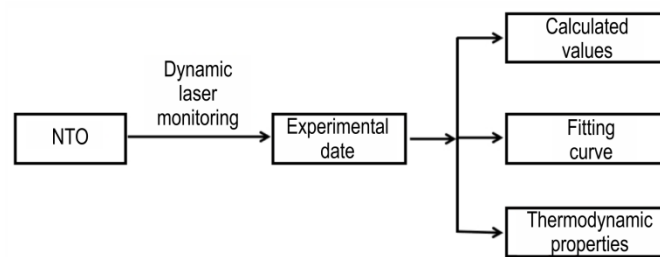 NTO
Dynamic
laser
monitoring
Experimental
date
Calculated
values
Fitting
curve
Thermodynamic
properties